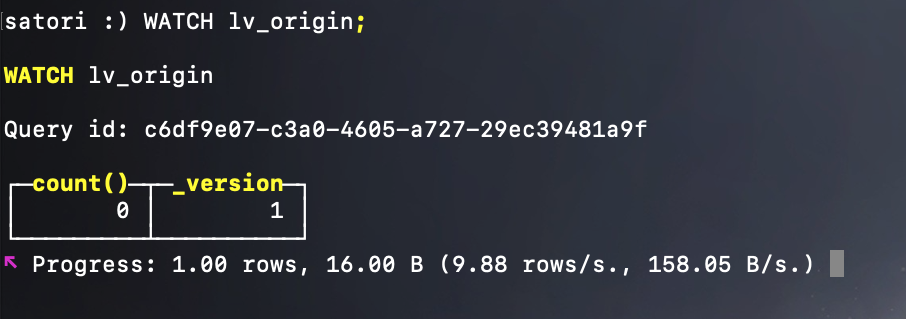 satori :) WATCH lv_origin;
WATCH lv_origin
Query id: c6df9e07-c3a0-4605-a727-29ec39481a9f
count() _version
0 1
↖ Progress: 1.00 rows, 16.00 B (9.88 rows/s., 158.05 B/s.)